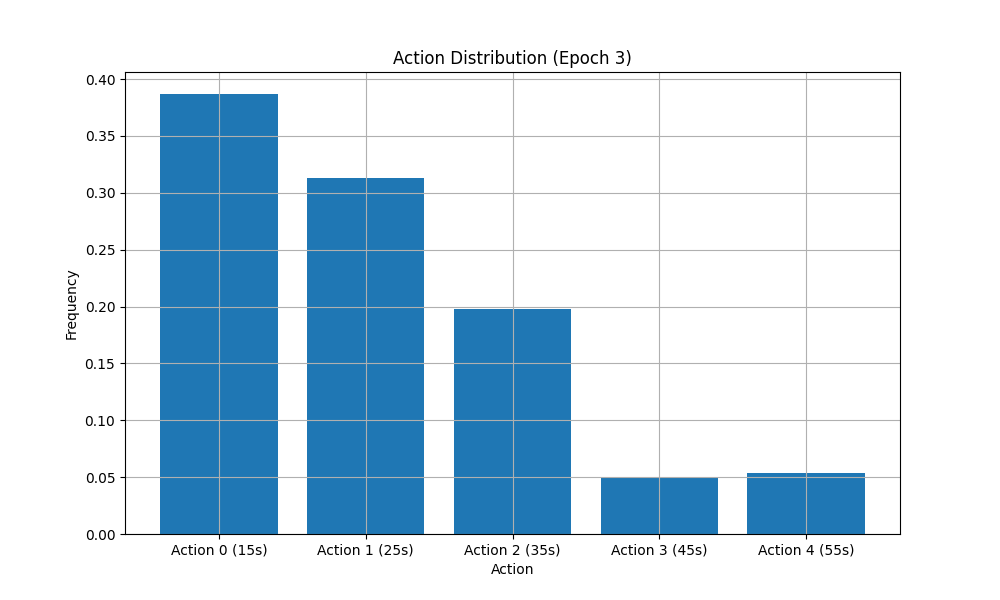 Action Distribution (Epoch 3)
0.40
0.35
0.30
0.25
0.20
0.15
0.10
0.05
0.00
Frequency
Action 0 (15s) Action 1 (25s) Action 2 (35s) Action 3 (45s) Action 4 (55s)
Action